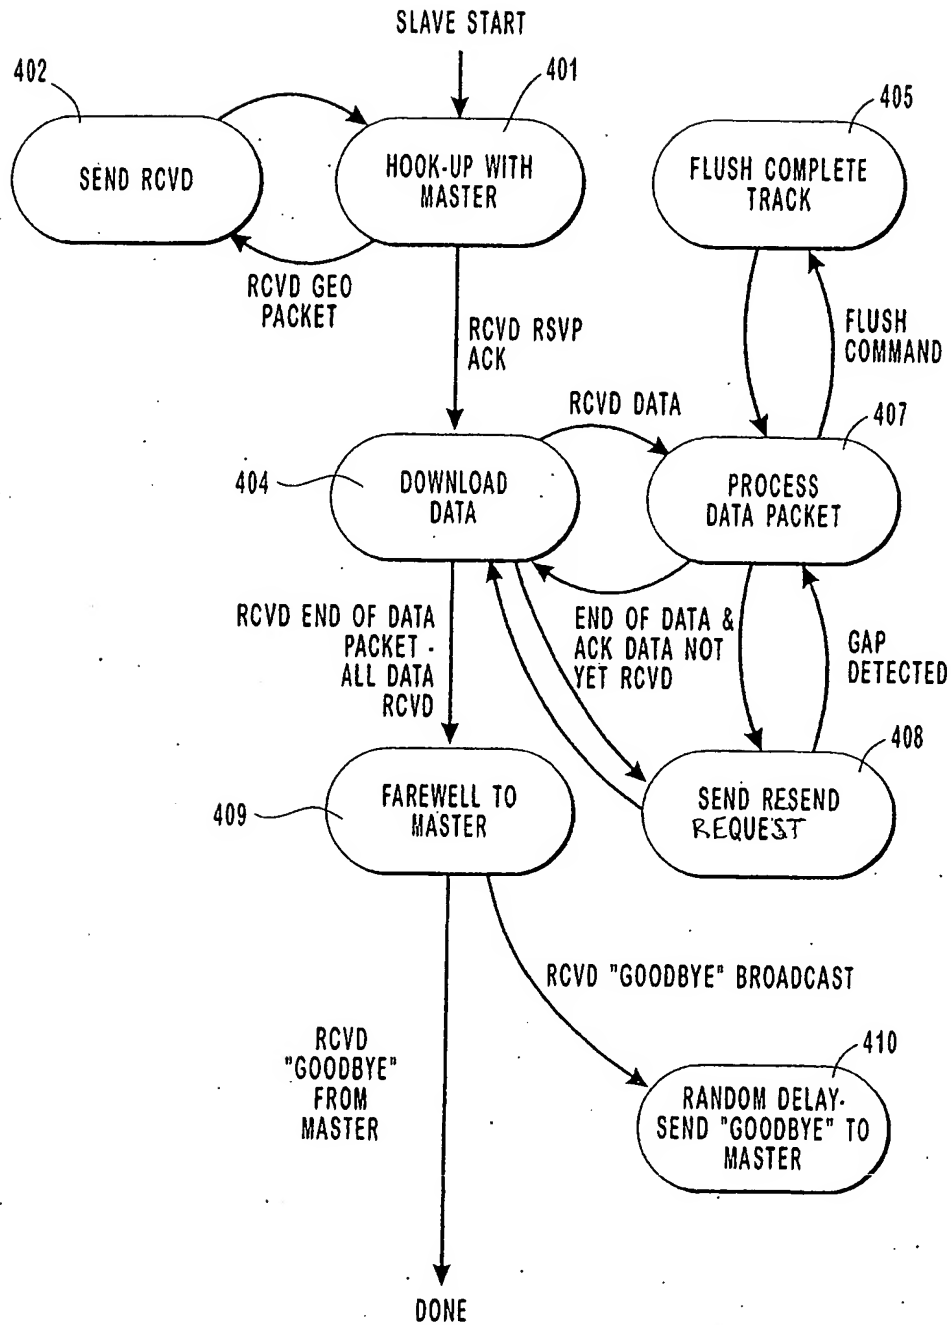 SLAVE START
402
401
405
SEND RCVD
HOOK-UP WITH
MASTER
FLUSH COMPLETE
TRACK
RCVD GEO
PACKET
RCVD RSVP
ACK
FLUSH
COMMAND
RCVD DATA
407
404
DOWNLOAD
DATA
PROCESS
DATA PACKET
RCVD END OF DATA
PACKET -
ALL DATA
RCVD
END OF DATA &
ACK DATA NOT
YET RCVD
GAP
DETECTED
408
409
FAREWELL TO
MASTER
SEND RESEND
REQUEST
RCVD "GOODBYE" BROADCAST
RCVD
"GOODBYE"
FROM
MASTER
410
RANDOM DELAY-
SEND "GOODBYE" TO
MASTER
DONE